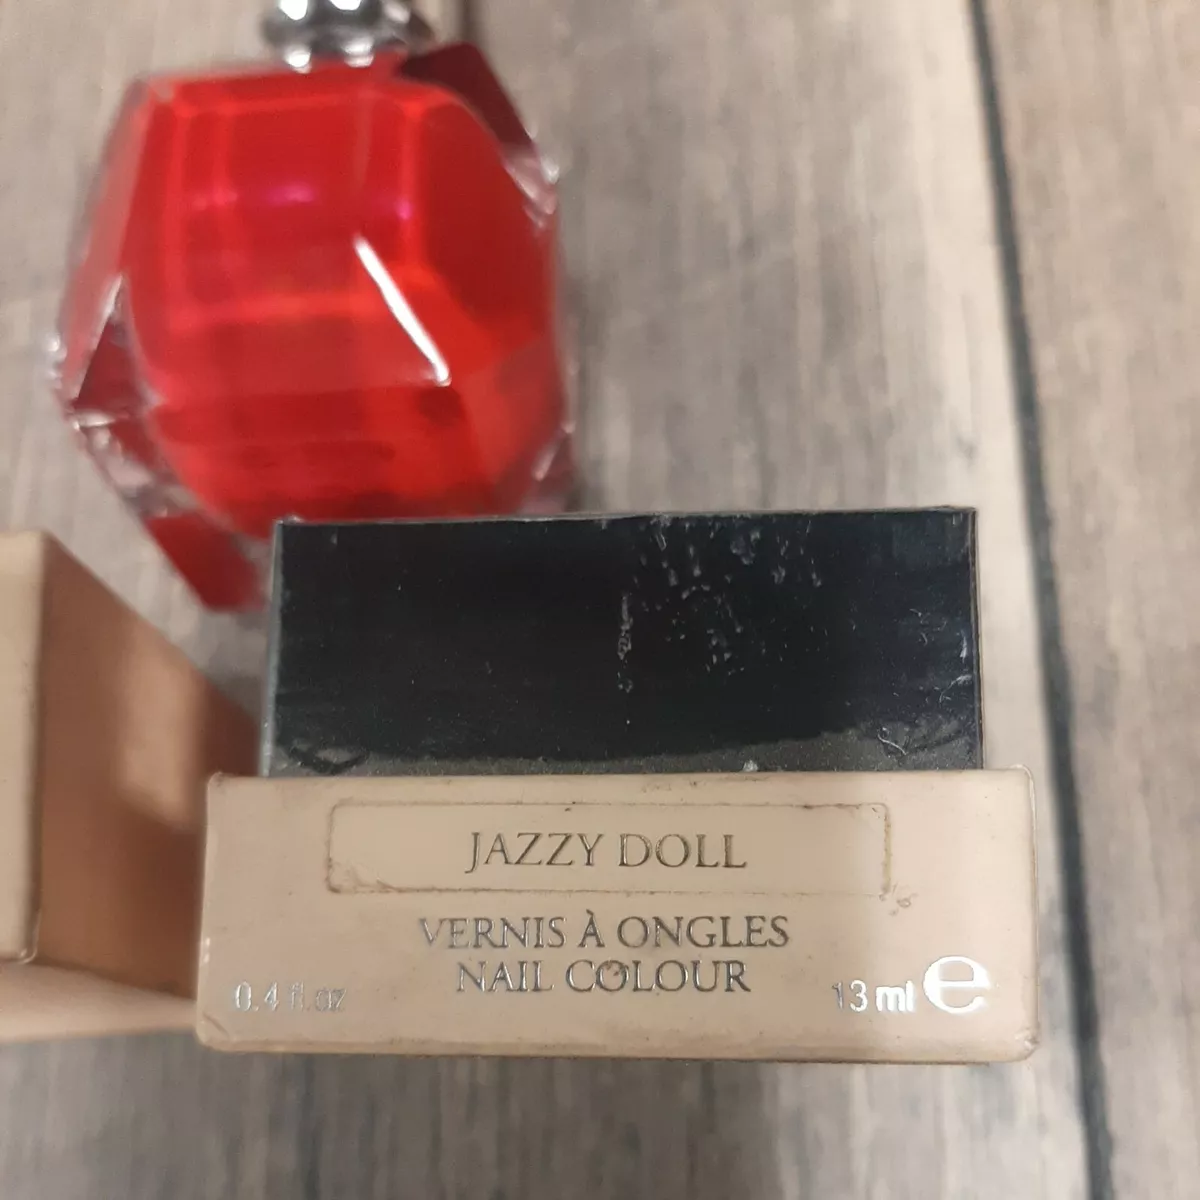 JAZZY DOLL
VERNIS À ONGLES
NAIL COLOUR
0.4 fl.oz
13 ml e